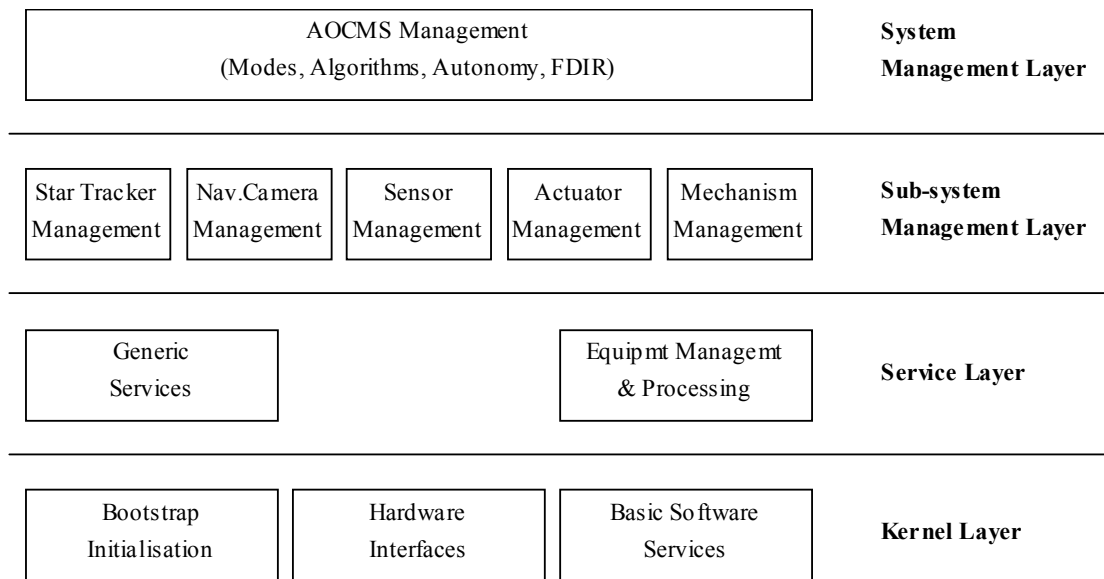 AOCMS Management
(Modes, Algorithms, Autonomy, FDIR)
System
Management Layer
Star Tracker
Management
Nav.Camera
Management
Sensor
Management
Actuator
Management
Mechanism
Management
Sub-system
Management Layer
Generic
Services
Equipmt Managemt
& Processing
Service Layer
Bootstrap
Initialisation
Hardware
Interfaces
Basic Software
Services
Kernel Layer